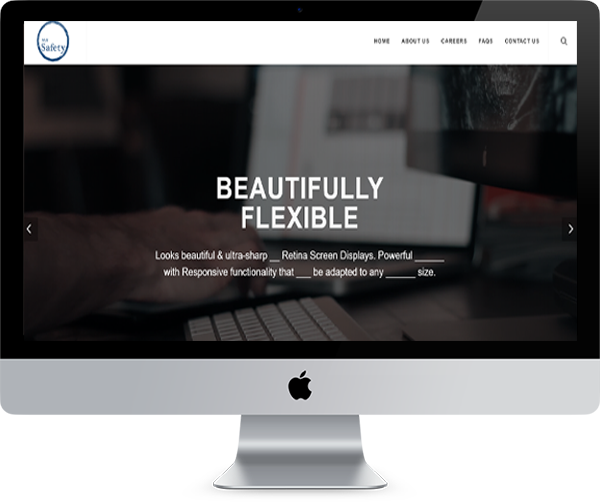 Safety
HOME ABOUT US CAREERS FAQS CONTACT US
BEAUTIFULLY
FLEXIBLE
Looks beautiful & ultra-sharp __ Retina Screen Displays. Powerful ______
with Responsive functionality that ___ be adapted to any ______ size.